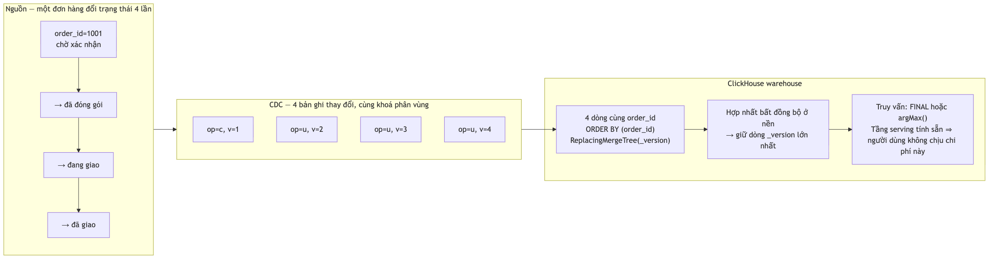 Nguồn — một đơn hàng đổi trạng thái 4 lần
order_id=1001
chờ xác nhận
→ đã đóng gói
→ đang giao
→ đã giao
CDC — 4 bản ghi thay đổi, cùng khoá phân vùng
op=c, v=1
op=u, v=2
op=u, v=3
op=u, v=4
ClickHouse warehouse
4 dòng cùng order_id
ORDER BY (order_id)
ReplacingMergeTree(_version)
Hợp nhất bất đồng bộ ở
nền
→ giữ dòng _version lớn
nhất
Truy vấn: FINAL hoặc
argMax()
Tầng serving tính sẵn ⇒
người dùng không chịu chi
phí này